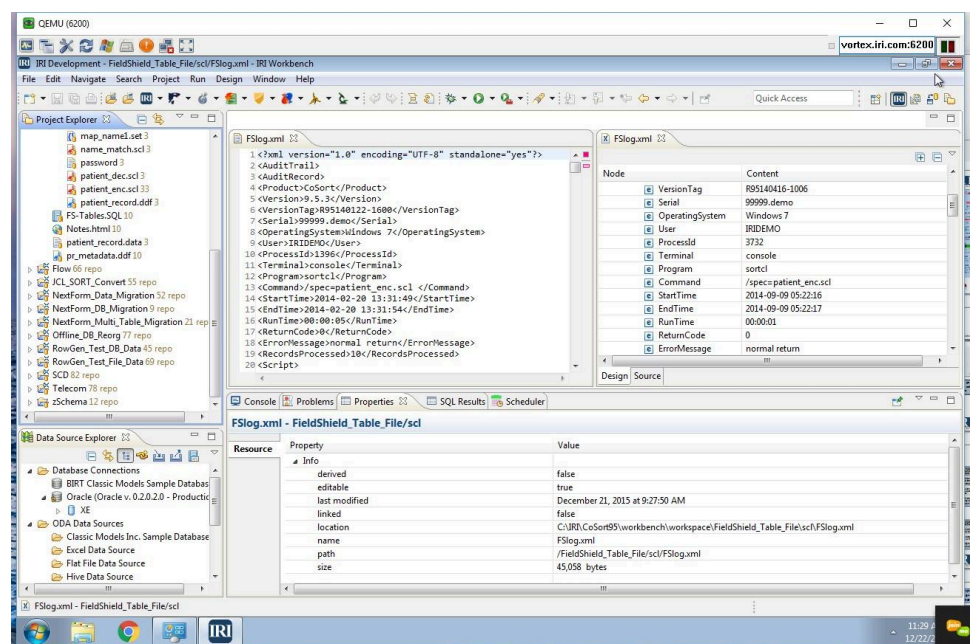 QEMU (6200)
vortex.iri.com:6200
IRI Development - FieldShield_Table_File/scl/FSlog.xml - IRI Workbench
File Edit Navigate Search Project Run Design Window Help
Quick Access
Project Explorer
map_name1.set 3
name_match.scl 3
password 3
patient_dec.scl 3
patient_enc.scl 33
patient_record.ddf 3
FS-Tables.SQL 10
Notes.html 10
patient_record.data 3
pr_metadata.ddf 10
Flow 66 repo
JCL_SORT_Convert 55 repo
NextForm_Data_Migration 52 repo
NextForm_DB_Migration 9 repo
NextForm_Multi_Table_Migration 21 rep
Offline_DB_Reorg 77 repo
RowGen_Test_DB_Data 45 repo
RowGen_Test_File_Data 69 repo
SCD 82 repo
Telecom 78 repo
zSchema 12 repo
FSlog.xml
1 <?xml version="1.0" encoding="UTF-8" standalone="yes"?>
2 <AuditTrail>
3 <AuditRecord>
4 <Product>CoSort</Product>
5 <Version>9.5.3</Version>
6 <VersionTag>R95140122-1600</VersionTag>
7 <Serial>99999.demo</Serial>
8 <OperatingSystem>Windows 7</OperatingSystem>
9 <User>IRIDEMO</User>
10 <ProcessId>1396</ProcessId>
11 <Terminal>console</Terminal>
12 <Program>sortcl</Program>
13 <Command>/spec=patient_enc.scl </Command>
14 <StartTime>2014-02-20 13:31:49</StartTime>
15 <EndTime>2014-02-20 13:31:54</EndTime>
16 <RunTime>00:00:05</RunTime>
17 <ReturnCode>0</ReturnCode>
18 <ErrorMessage>normal return</ErrorMessage>
19 <RecordsProcessed>10</RecordsProcessed>
20 <Script>
FSlog.xml
Node Content
VersionTag R95140416-1006
Serial 99999.demo
OperatingSystem Windows 7
User IRIDEMO
ProcessId 3732
Terminal console
Program sortcl
Command /spec=patient_enc.scl
StartTime 2014-09-09 05:22:16
EndTime 2014-09-09 05:22:17
RunTime 00:00:01
ReturnCode 0
ErrorMessage normal return
Design Source
Console Problems Properties SQL Results Scheduler
FSlog.xml - FieldShield_Table_File/scl
Resource
Property Value
Info
derived false
editable true
last modified December 21, 2015 at 9:27:50 AM
linked false
location C:\IRI\CoSort95\workbench\workspace\FieldShield_Table_File\scl\FSlog.xml
name FSlog.xml
path /FieldShield_Table_File/scl/FSlog.xml
size 45,058 bytes
Data Source Explorer
Database Connections
BIRT Classic Models Sample Databas
Oracle (Oracle v. 0.2.0.2.0 - Productic
XE
ODA Data Sources
Classic Models Inc. Sample Database
Excel Data Source
Flat File Data Source
Hive Data Source
FSlog.xml - FieldShield_Table_File/scl
IRI
11:29
12/22/2